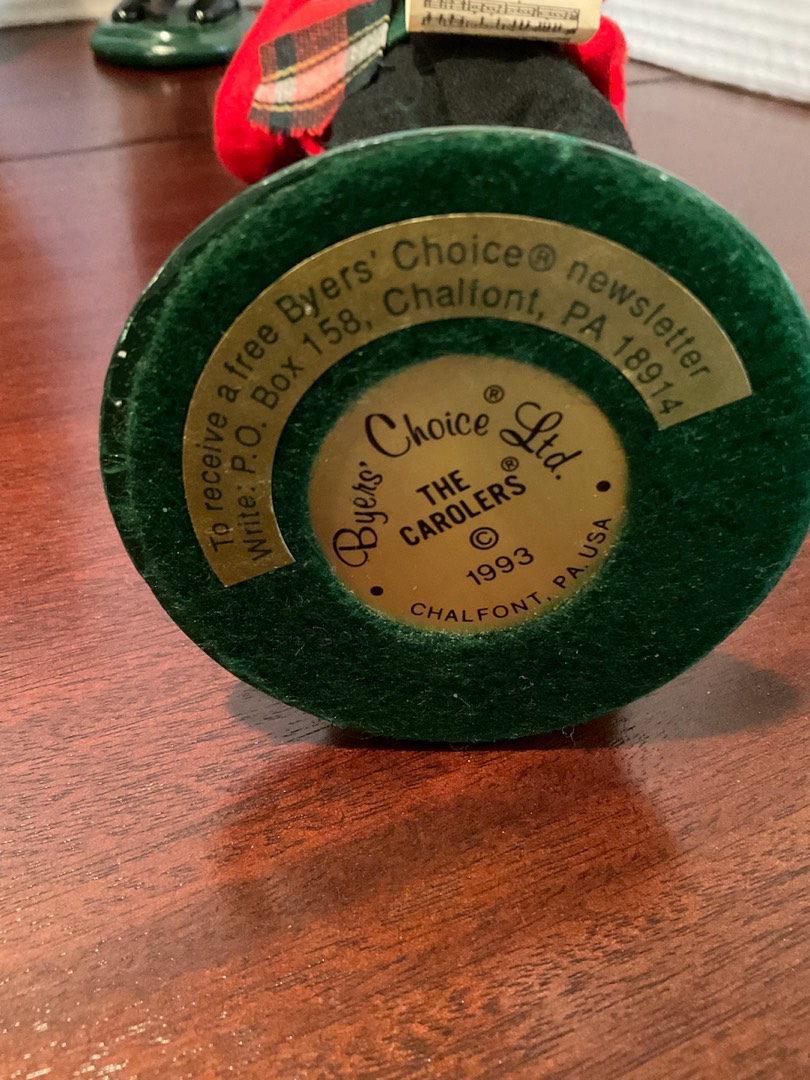 To receive a free Byers' Choice® newsletter
Write: P.O. Box 158, Chalfont, PA 18914
Byers' Choice® Ltd.
THE
CAROLERS®
©
1993
CHALFONT, PA. USA